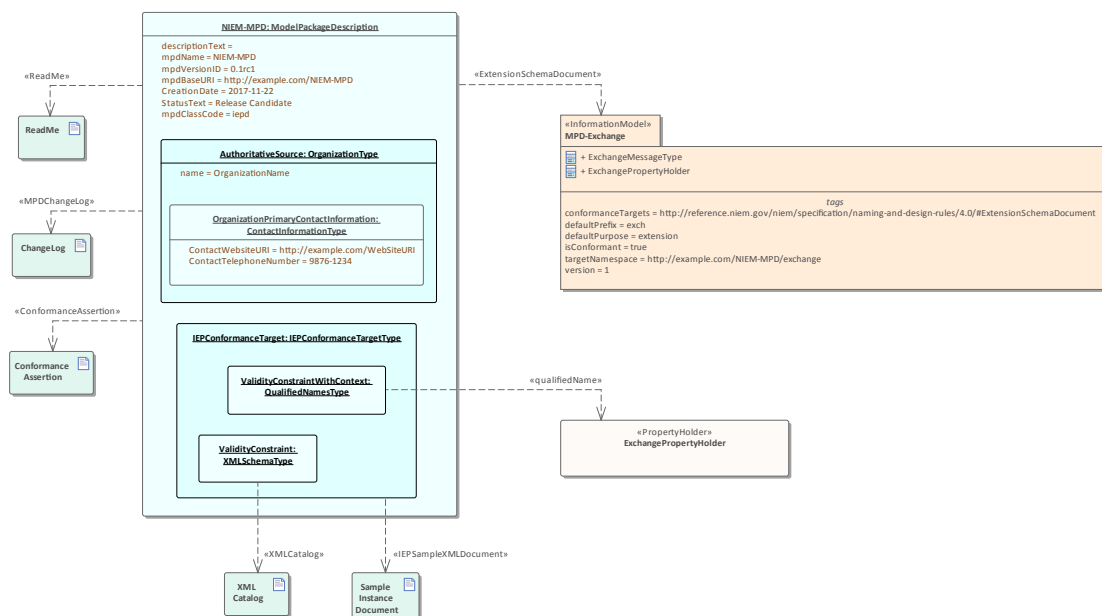 NIEM-MPD: ModelPackageDescription
descriptionText =
mpdName = NIEM-MPD
mpdVersionID = 0.1rc1
mpdBaseURI = http://example.com/NIEM-MPD
CreationDate = 2017-11-22
StatusText = Release Candidate
mpdClassCode = iepd
«ReadMe»
ReadMe
«MPDChangeLog»
ChangeLog
«ConformanceAssertion»
Conformance
Assertion
AuthoritativeSource: OrganizationType
name = OrganizationName
OrganizationPrimaryContactInformation:
ContactInformationType
ContactWebsiteURI = http://example.com/WebSiteURI
ContactTelephoneNumber = 9876-1234
IEPConformanceTarget: IEPConformanceTargetType
ValidityConstraintWithContext:
QualifiedNamesType
ValidityConstraint:
XMLSchemaType
«ExtensionSchemaDocument»
«InformationModel»
MPD-Exchange
+ ExchangeMessageType
+ ExchangePropertyHolder
tags
conformanceTargets = http://reference.niem.gov/niem/specification/naming-and-design-rules/4.0/#ExtensionSchemaDocument
defaultPrefix = exch
defaultPurpose = extension
isConformant = true
targetNamespace = http://example.com/NIEM-MPD/exchange
version = 1
«qualifiedName»
«PropertyHolder»
ExchangePropertyHolder
«XMLCatalog»
XML
Catalog
«IEPSampleXMLDocument»
Sample
Instance
Document